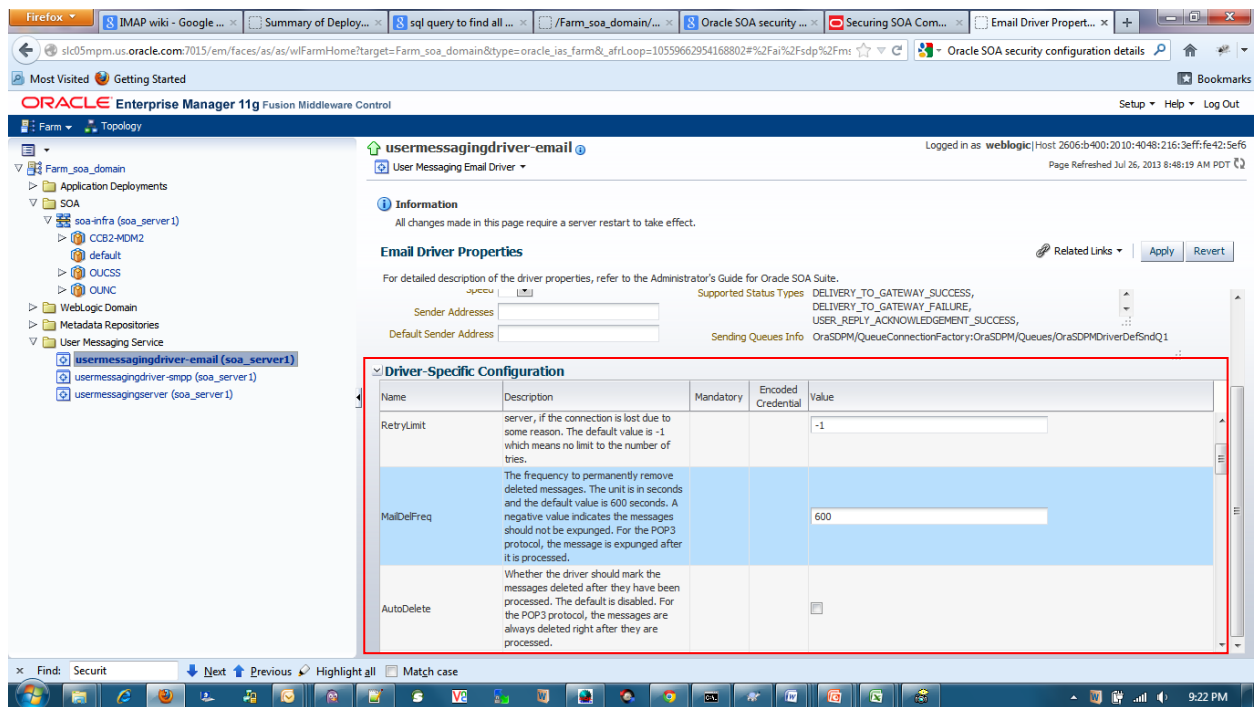 Firefox
IMAP wiki - Google ...
Summary of Deploy...
sql query to find all ...
/Farm_soa_domain/...
Oracle SOA security ...
Securing SOA Com...
Email Driver Propert...
slc05mpm.us.oracle.com:7015/em/faces/as/as/wlFarmHome?target=Farm_soa_domain&type=oracle_ias_farm&_afrLoop=10559662954168802#%2Fai%2Fsdp%2Fms
Oracle SOA security configuration details
Most Visited
Getting Started
Bookmarks
ORACLE Enterprise Manager 11g Fusion Middleware Control
Setup
Help
Log Out
Farm
Topology
Farm_soa_domain
Application Deployments
SOA
soa-infra (soa_server1)
CCB2-MDM2
default
OUCSS
OUNC
WebLogic Domain
Metadata Repositories
User Messaging Service
usermessagingdriver-email (soa_server1)
usermessagingdriver-smpp (soa_server1)
usermessagingserver (soa_server1)
usermessagingdriver-email
User Messaging Email Driver
Logged in as weblogic|Host 2606:b400:2010:4048:216:3eff:fe42:5ef6
Page Refreshed Jul 26, 2013 8:48:19 AM PDT
Information
All changes made in this page require a server restart to take effect.
Email Driver Properties
Related Links
Apply
Revert
For detailed description of the driver properties, refer to the Administrator's Guide for Oracle SOA Suite.
Speed
Sender Addresses
Default Sender Address
Supported Status Types
DELIVERY_TO_GATEWAY_SUCCESS,
DELIVERY_TO_GATEWAY_FAILURE,
USER_REPLY_ACKNOWLEDGEMENT_SUCCESS,
Sending Queues Info
OraSDPM/QueueConnectionFactory:OraSDPM/Queues/OraSDPMDriverDefSndQ1
Driver-Specific Configuration
Name
Description
Mandatory
Encoded
Credential
Value
RetryLimit
server, if the connection is lost due to
some reason. The default value is -1
which means no limit to the number of
tries.
-1
MailDelFreq
The frequency to permanently remove
deleted messages. The unit is in seconds
and the default value is 600 seconds. A
negative value indicates the messages
should not be expunged. For the POP3
protocol, the message is expunged after
it is processed.
600
AutoDelete
Whether the driver should mark the
messages deleted after they have been
processed. The default is disabled. For
the POP3 protocol, the messages are
always deleted right after they are
processed.
Find: Securit
Next
Previous
Highlight all
Match case
9:22 PM